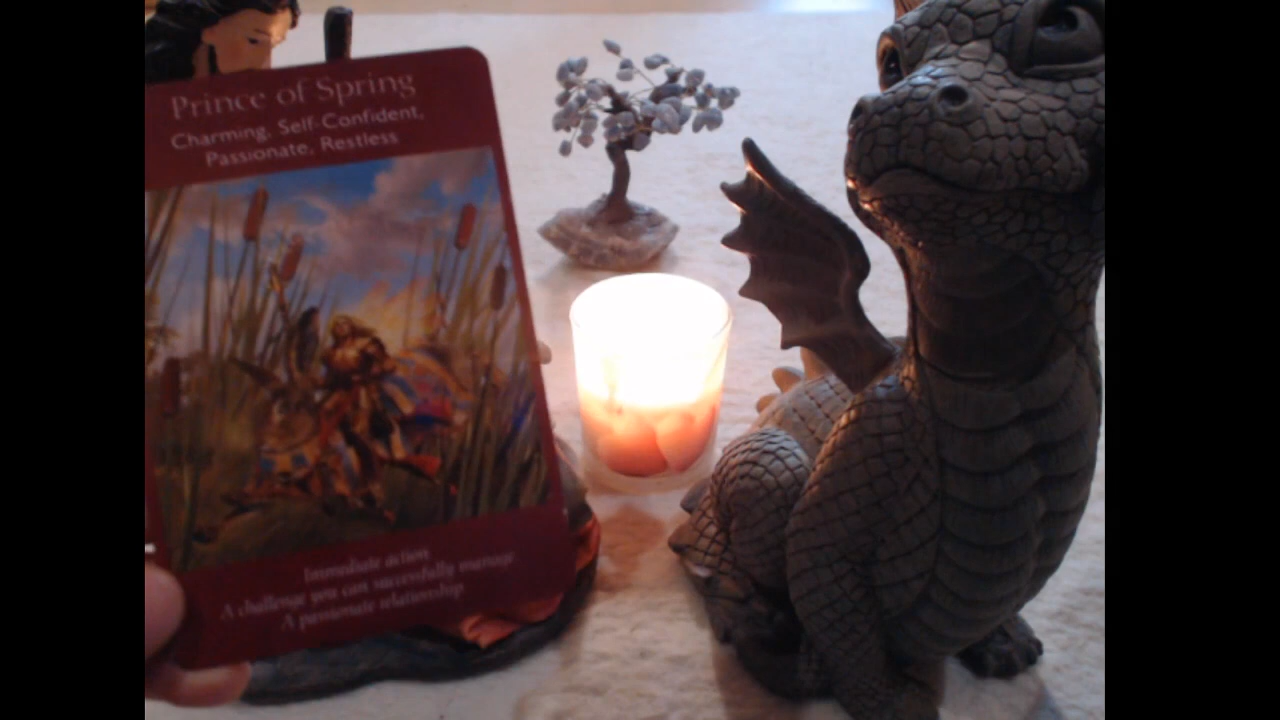 Prince of Spring
Charming, Self-Confident,
Passionate, Restless
Immediate action
A challenge you can successfully manage
A passionate relationship